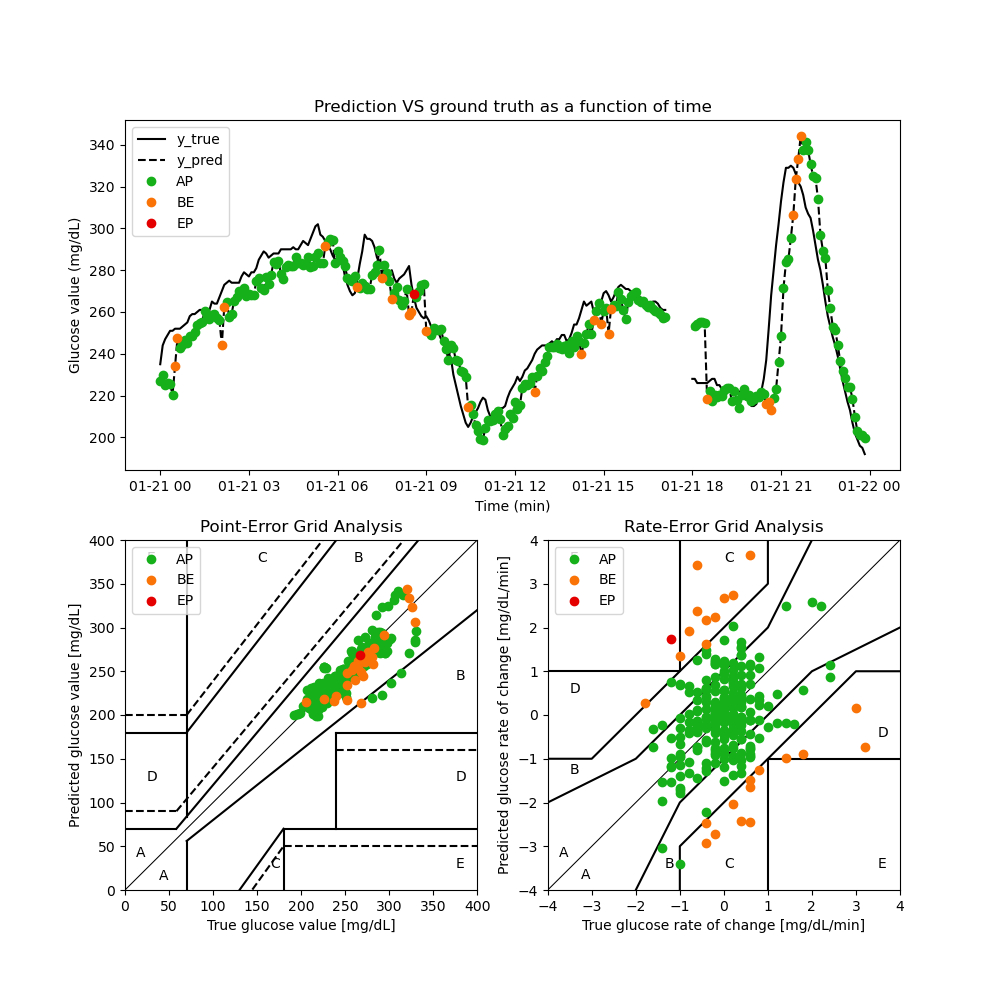 Prediction VS ground truth as a function of time
Glucose value (mg/dL)
340
320
300
280
260
240
220
200
y_true
y_pred
AP
BE
EP
01-21 00
01-21 03
01-21 06
01-21 09
01-21 12
01-21 15
01-21 18
01-21 21
01-22 00
Time (min)
Point-Error Grid Analysis
Predicted glucose value [mg/dL]
400
350
300
250
200
150
100
50
0
AP
BE
EP
C
B
B
D
D
A
A
C
E
0
50
100
150
200
250
300
350
400
True glucose value [mg/dL]
Rate-Error Grid Analysis
Predicted glucose rate of change [mg/dL/min]
4
3
2
1
0
−1
−2
−3
−4
AP
BE
EP
C
D
D
B
A
A
B
C
E
−4
−3
−2
−1
0
1
2
3
4
True glucose rate of change [mg/dL/min]